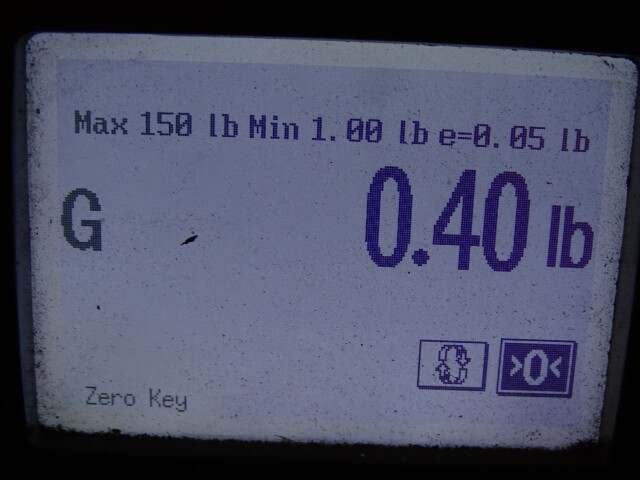 Max 150 lb Min 1.00 lb e=0.05 lb
G 0.40 lb
>0<
Zero Key